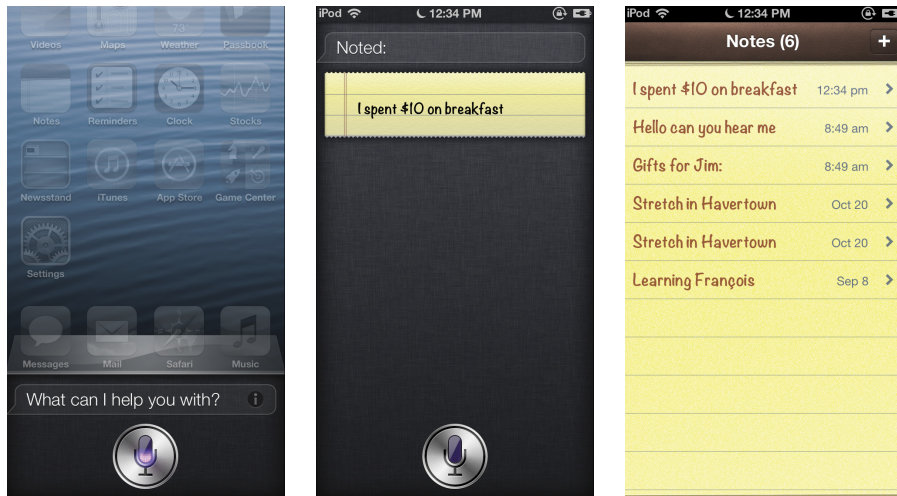 Videos Maps Weather Passbook
73°
Notes Reminders Clock Stocks
Newsstand iTunes App Store Game Center
Settings
Messages Mail Safari Music
What can I help you with?
iPod 12:34 PM
Noted:
I spent $10 on breakfast
iPod 12:34 PM
Notes (6)
+
I spent $10 on breakfast 12:34 pm
Hello can you hear me 8:49 am
Gifts for Jim: 8:49 am
Stretch in Havertown Oct 20
Stretch in Havertown Oct 20
Learning Français Sep 8